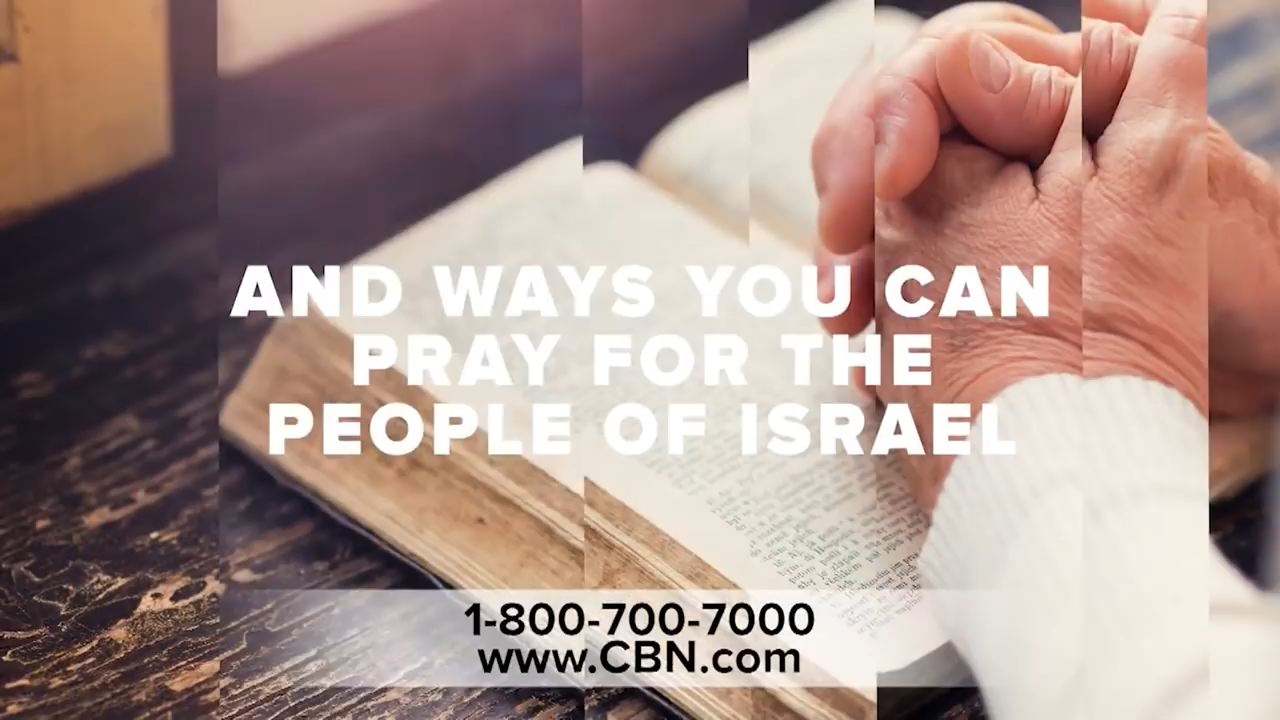 AND WAYS YOU CAN
PRAY FOR THE
PEOPLE OF ISRAEL
1-800-700-7000
www.CBN.com